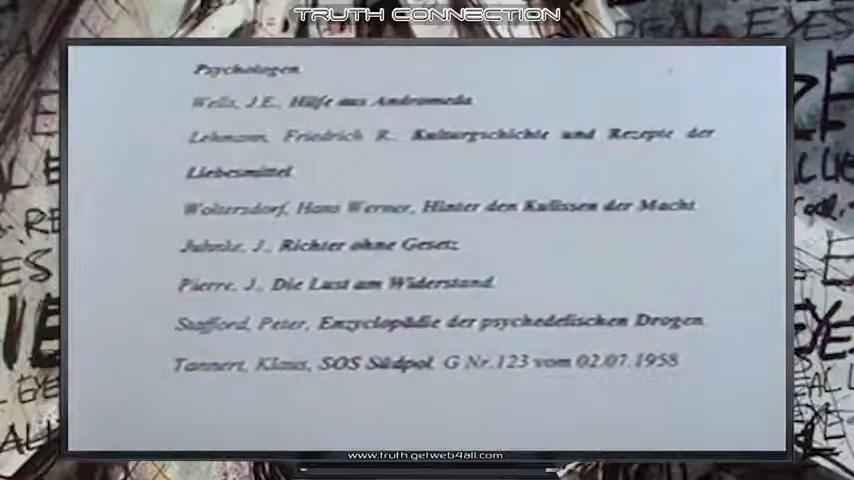 TRUTH CONNECTION
Psychologen
Wells, J.E., Hilfe aus Andromeda
Lehmann, Friedrich R., Kulturgschichte und Rezepte der
Liebesmittel
Woltersdorf, Hans Werner, Hinter den Kulissen der Macht
Juhnke, J., Richter ohne Gesetz
Pierre, J., Die Lust am Widerstand
Stafford, Peter, Enzyclopädie der psychedelischen Drogen
Tannert, Klaus, SOS Südpol. G Nr.123 vom 02.07.1958
www.truth.getweb4all.com